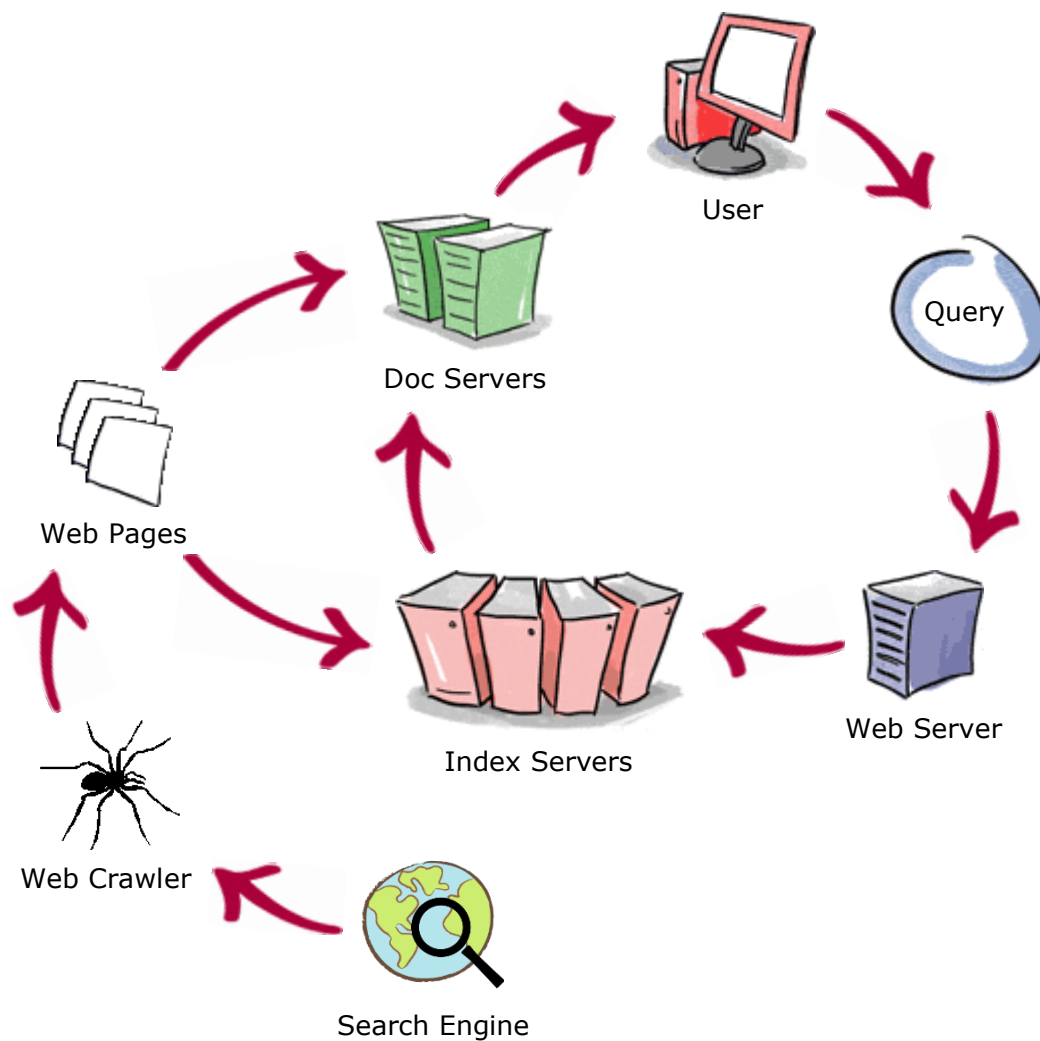 User
Query
Doc Servers
Web Pages
Web Server
Index Servers
Web Crawler
Search Engine